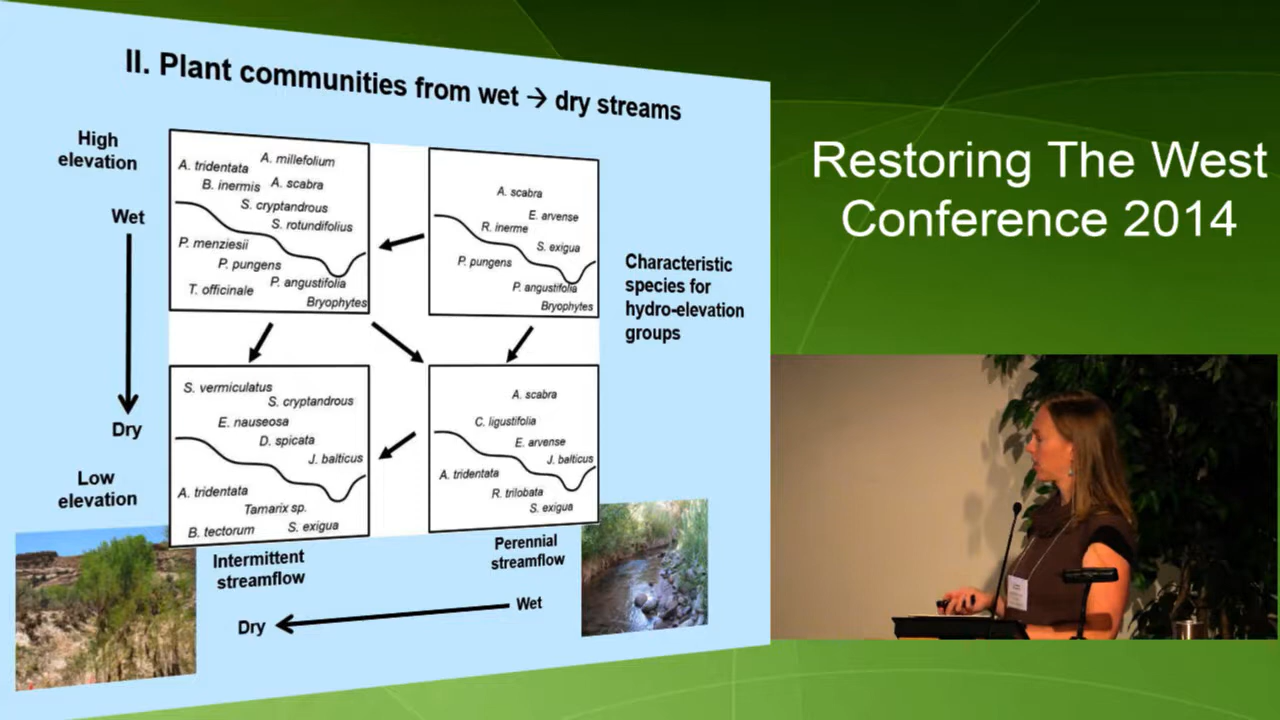 II. Plant communities from wet → dry streams
High
elevation
Wet
Dry
Low
elevation
A. tridentata
A. millefolium
B. inermis
A. scabra
S. cryptandrous
S. rotundifolius
P. menziesii
P. pungens
T. officinale
P. angustifolia
Bryophytes
A. scabra
E. arvense
R. inerme
S. exigua
P. pungens
P. angustifolia
Bryophytes
Characteristic
species for
hydro-elevation
groups
S. vermiculatus
S. cryptandrous
E. nauseosa
D. spicata
J. balticus
A. tridentata
Tamarix sp.
B. tectorum
S. exigua
A. scabra
C. ligustifolia
E. arvense
J. balticus
A. tridentata
R. trilobata
S. exigua
Intermittent
streamflow
Perennial
streamflow
Wet
Dry
Restoring The West
Conference 2014